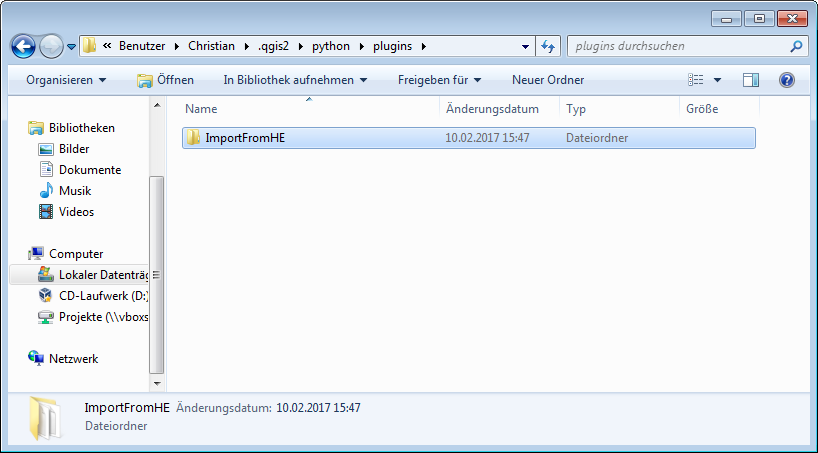 « Benutzer ▸ Christian ▸ .qgis2 ▸ python ▸ plugins ▸
plugins durchsuchen
Organisieren Öffnen In Bibliothek aufnehmen Freigeben für Neuer Ordner
Name Änderungsdatum Typ Größe
ImportFromHE 10.02.2017 15:47 Dateiordner
Bibliotheken
Bilder
Dokumente
Musik
Videos
Computer
Lokaler Datenträ
CD-Laufwerk (D:)
Projekte (\\vboxs
Netzwerk
ImportFromHE Änderungsdatum: 10.02.2017 15:47
Dateiordner